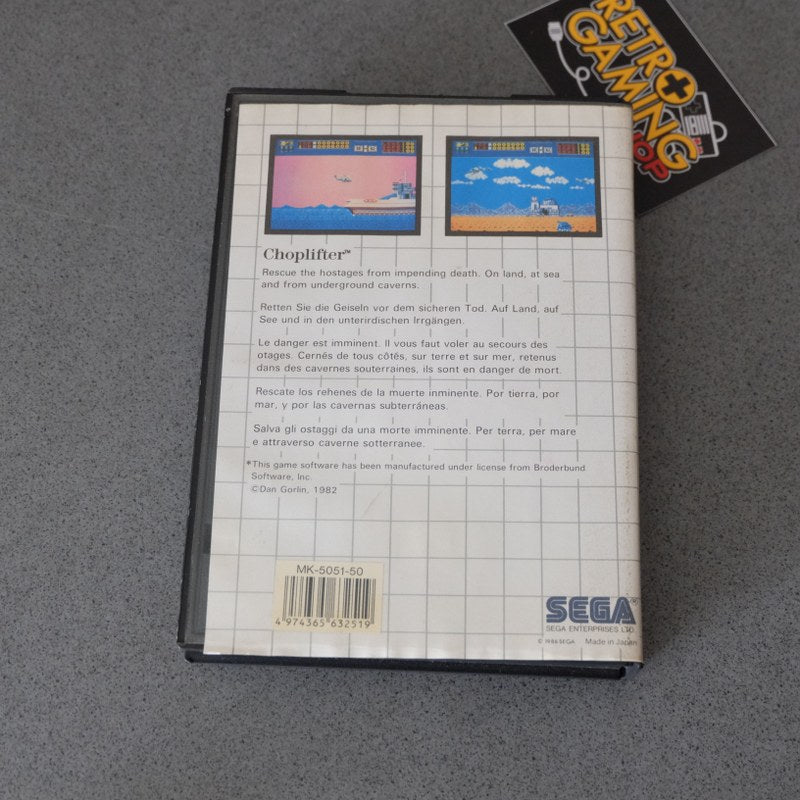 RETRO
GAMING
SHOP
Choplifter™
Rescue the hostages from impending death. On land, at sea
and from underground caverns.
Retten Sie die Geiseln vor dem sicheren Tod. Auf Land, auf
See und in den unterirdischen Irrgängen.
Le danger est imminent. Il vous faut voler au secours des
otages. Cernés de tous côtés, sur terre et sur mer, retenus
dans des cavernes souterraines, ils sont en danger de mort.
Rescate los rehenes de la muerte inminente. Por tierra, por
mar, y por las cavernas subterráneas.
Salva gli ostaggi da una morte imminente. Per terra, per mare
e attraverso caverne sotterranee.
*This game software has been manufactured under license from Broderbund
Software, Inc.
©Dan Gorlin, 1982
MK-5051-50
4 974365 632519
SEGA®
SEGA ENTERPRISES LTD.
© 1986 SEGA Made in Japan